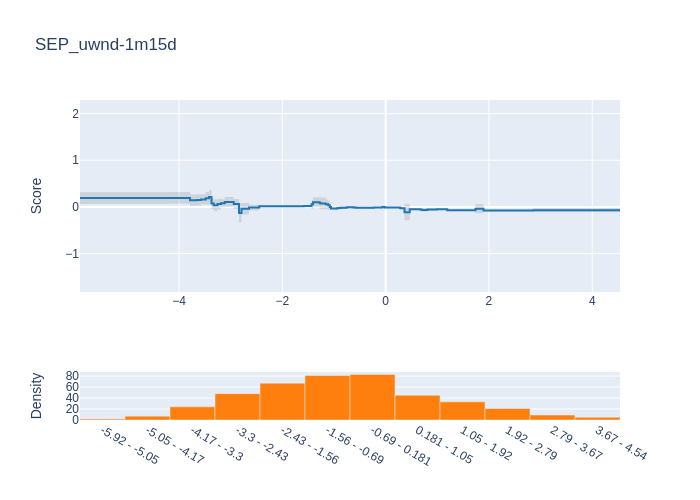 SEP_uwnd-1m15d
Score
2
1
0
−1
−4
−2
0
2
4
Density
80
60
40
20
0
-5.92 - -5.05
-5.05 - -4.17
-4.17 - -3.3
-3.3 - -2.43
-2.43 - -1.56
-1.56 - -0.69
-0.69 - 0.181
0.181 - 1.05
1.05 - 1.92
1.92 - 2.79
2.79 - 3.67
3.67 - 4.54